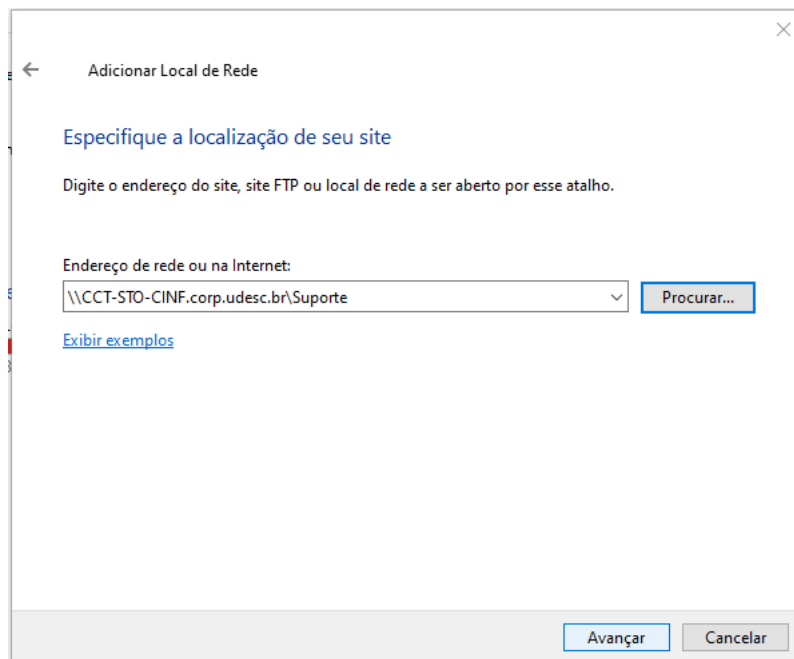 Adicionar Local de Rede
Especifique a localização de seu site
Digite o endereço do site, site FTP ou local de rede a ser aberto por esse atalho.
Endereço de rede ou na Internet:
\\CCT-STO-CINF.corp.udesc.br\Suporte
Procurar...
Exibir exemplos
Avançar
Cancelar